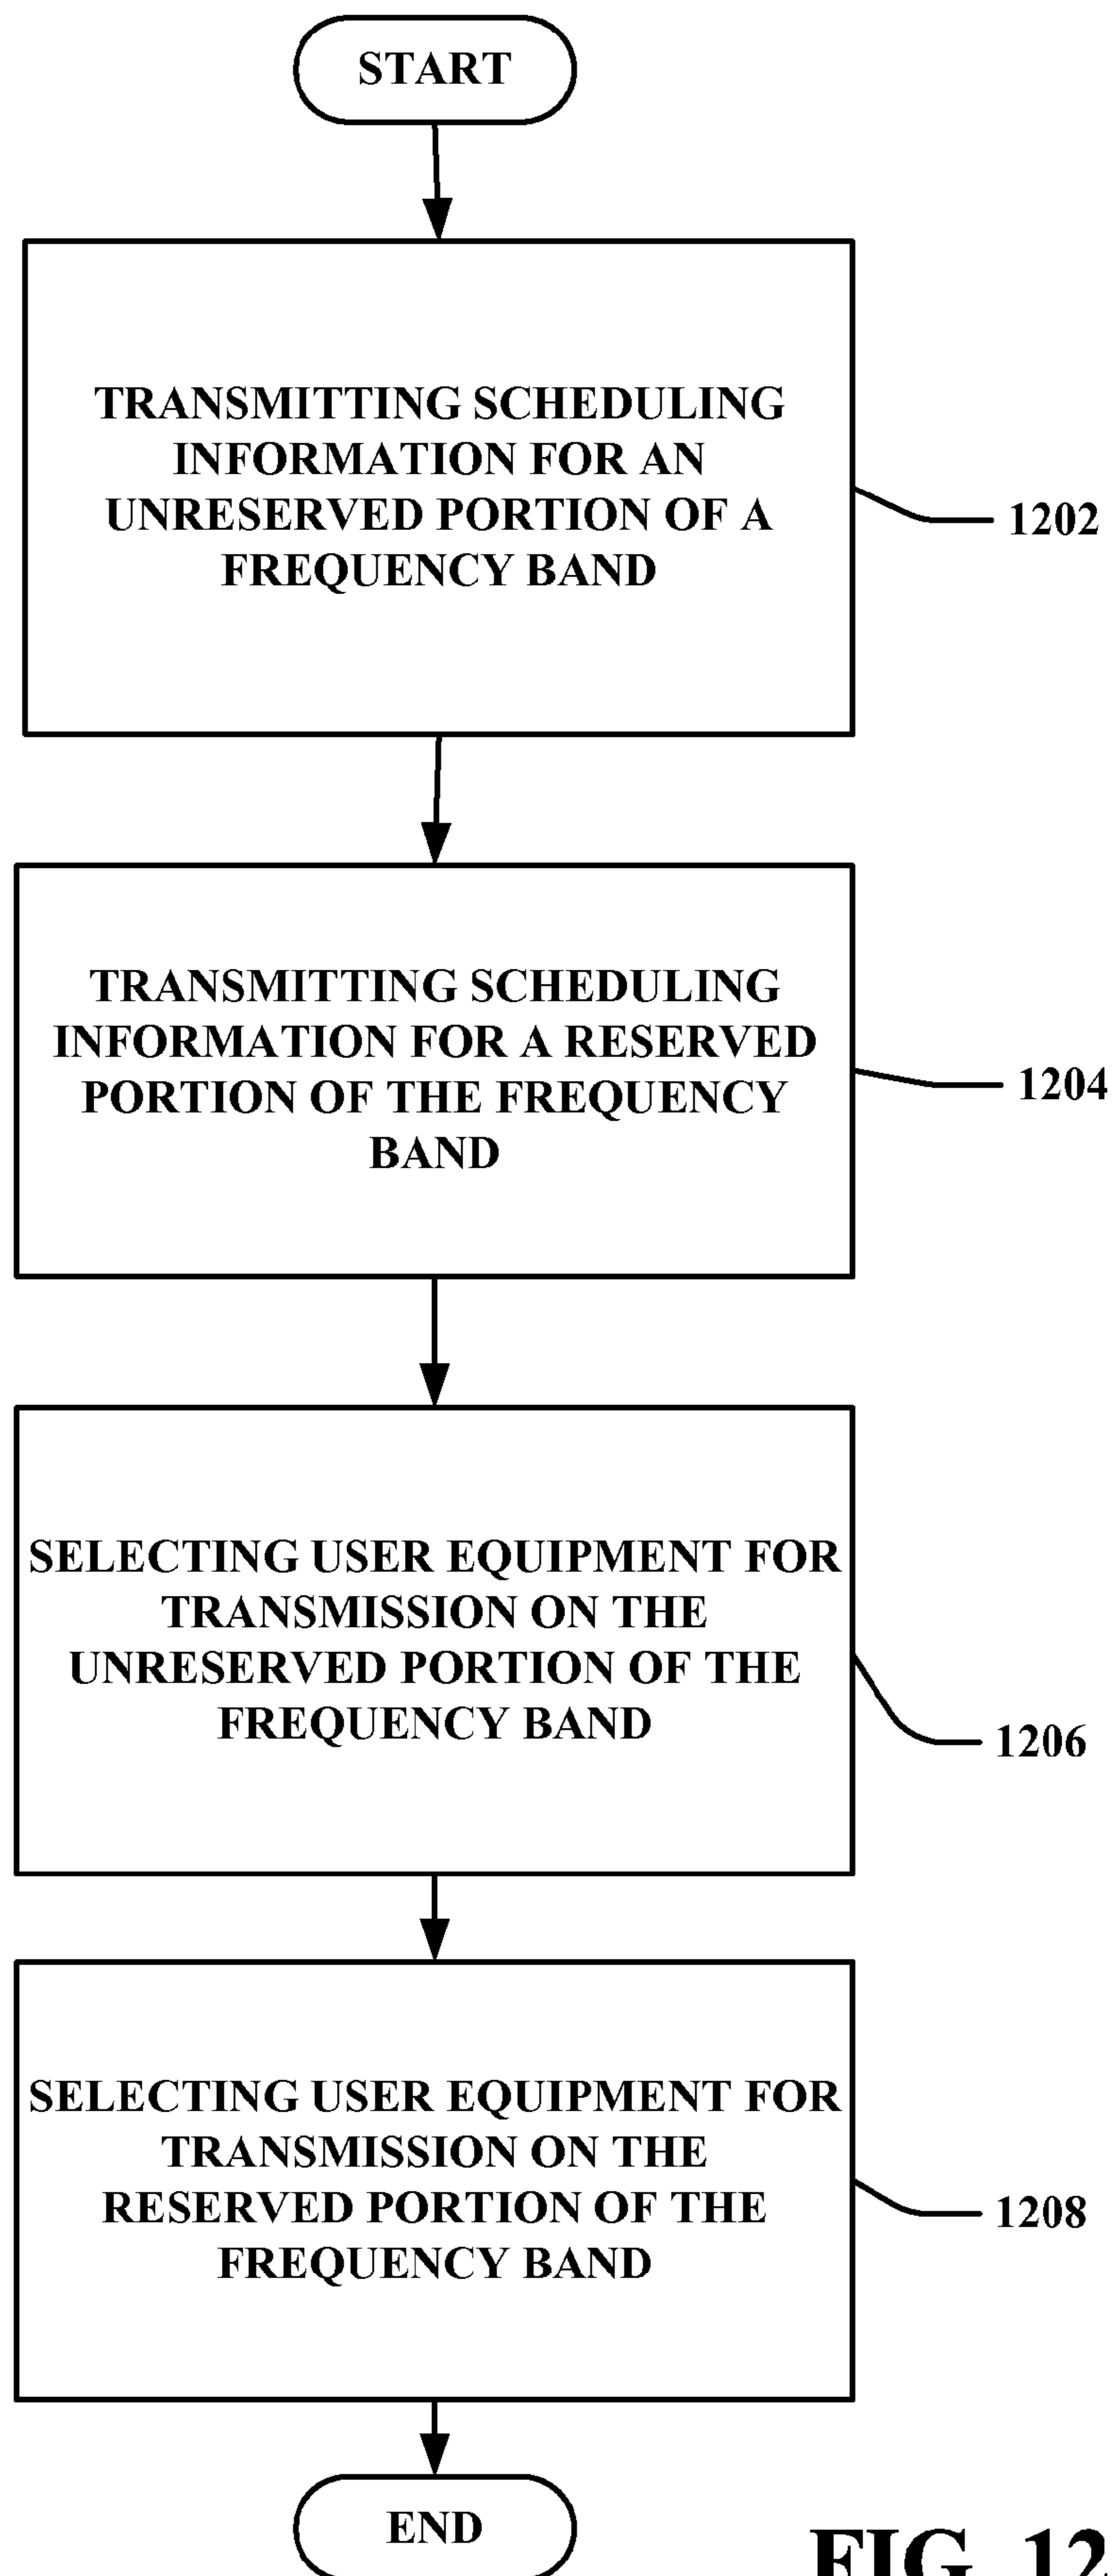 START
TRANSMITTING SCHEDULING
INFORMATION FOR AN
UNRESERVED PORTION OF A
FREQUENCY BAND
1202
TRANSMITTING SCHEDULING
INFORMATION FOR A RESERVED
PORTION OF THE FREQUENCY
BAND
1204
SELECTING USER EQUIPMENT FOR
TRANSMISSION ON THE
UNRESERVED PORTION OF THE
FREQUENCY BAND
1206
SELECTING USER EQUIPMENT FOR
TRANSMISSION ON THE
RESERVED PORTION OF THE
FREQUENCY BAND
1208
END
FIG. 12